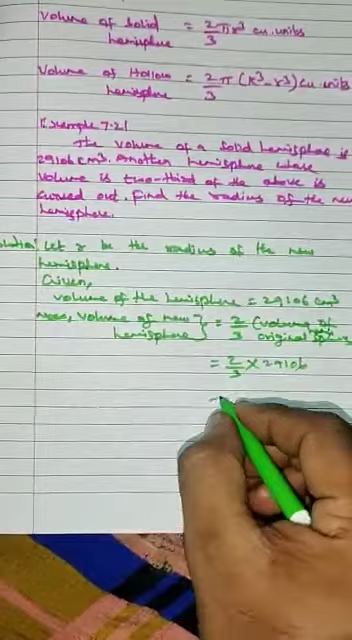 Volume of Solid hemisphere = 2/3 πr³ cu.units
Volume of Hollow hemisphere = 2/3 π (R³-r³) cu.units
Example 7.21
The volume of a solid hemisphere is
29106 cm³. Another hemisphere whose
volume is two-third of the above is
carved out. Find the radius of the new
hemisphere.
Let r be the radius of the new
hemisphere.
Given,
volume of the hemisphere = 29106 cm³
Now, volume of new hemisphere } = 2/3 (volume of original
= 2/3 × 29106